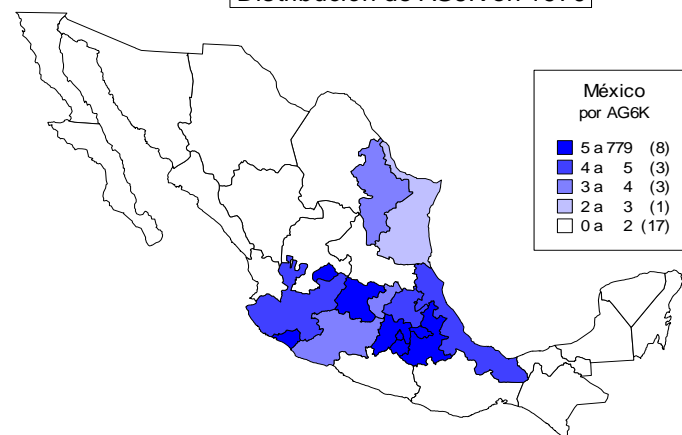 México
por AG6K
5 a 779 (8)
4 a 5 (3)
3 a 4 (3)
2 a 3 (1)
0 a 2 (17)